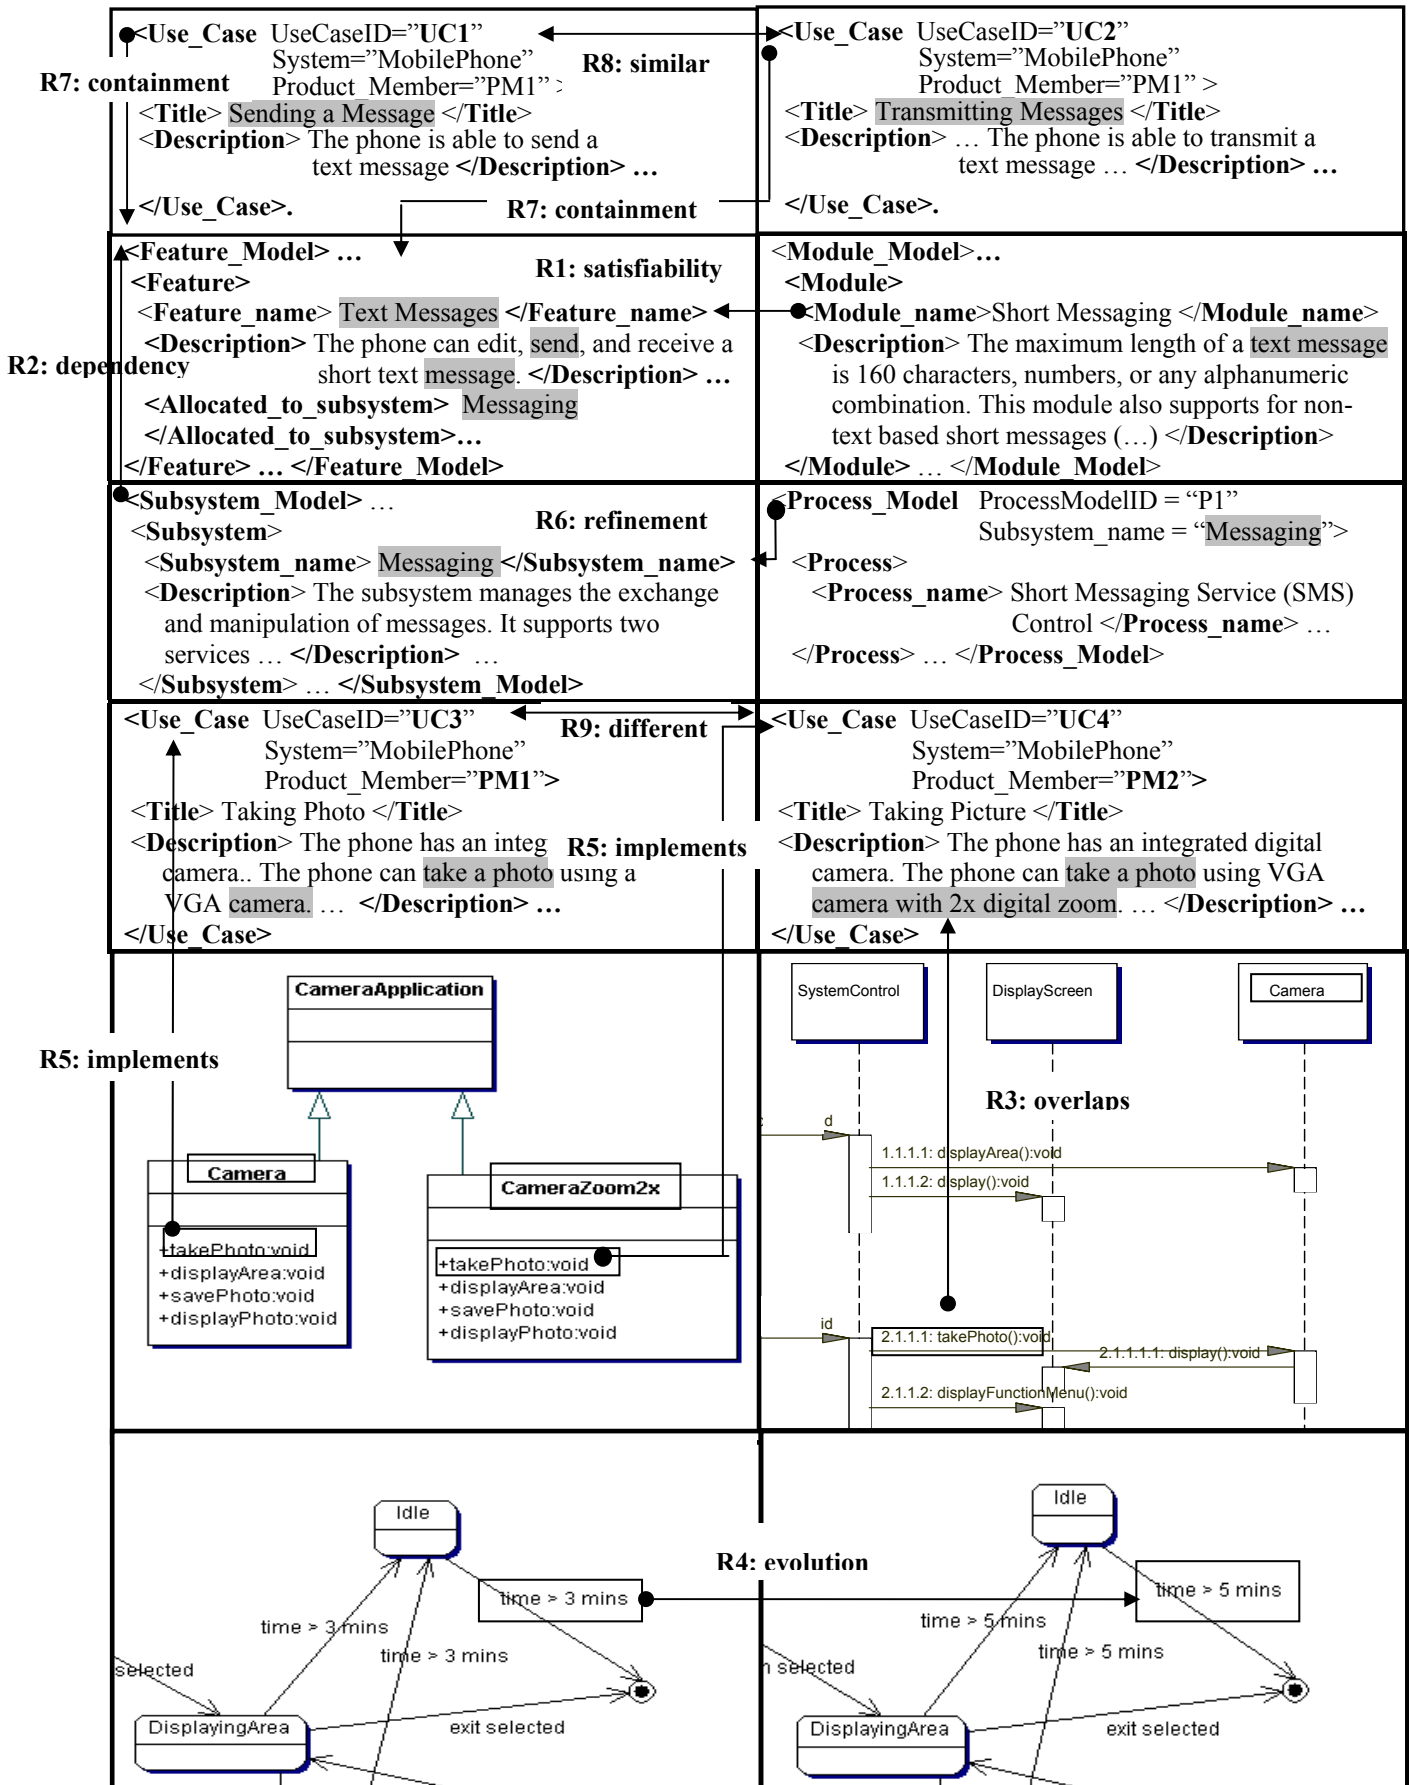 <Use_Case UseCaseID=”UC1”
System=”MobilePhone”
Product_Member=”PM1” >
<Title> Sending a Message </Title>
<Description> The phone is able to send a
text message </Description> …
</Use_Case>.
R7: containment
R8: similar
<Use_Case UseCaseID=”UC2”
System=”MobilePhone”
Product_Member=”PM1” >
<Title> Transmitting Messages </Title>
<Description> … The phone is able to transmit a
text message … </Description> …
</Use_Case>.
R7: containment
<Feature_Model> …
<Feature>
<Feature_name> Text Messages </Feature_name>
<Description> The phone can edit, send, and receive a
short text message. </Description> …
<Allocated_to_subsystem> Messaging
</Allocated_to_subsystem>…
</Feature> … </Feature_Model>
R1: satisfiability
R2: dependency
<Module_Model>…
<Module>
<Module_name>Short Messaging </Module_name>
<Description> The maximum length of a text message
is 160 characters, numbers, or any alphanumeric
combination. This module also supports for non-
text based short messages (…) </Description>
</Module> … </Module_Model>
<Subsystem_Model> …
<Subsystem>
<Subsystem_name> Messaging </Subsystem_name>
<Description> The subsystem manages the exchange
and manipulation of messages. It supports two
services … </Description> …
</Subsystem> … </Subsystem_Model>
R6: refinement
<Process_Model ProcessModelID = “P1”
Subsystem_name = “Messaging”>
<Process>
<Process_name> Short Messaging Service (SMS)
Control </Process_name> …
</Process> … </Process_Model>
<Use_Case UseCaseID=”UC3”
System=”MobilePhone”
Product_Member=”PM1”>
<Title> Taking Photo </Title>
<Description> The phone has an integ
camera.. The phone can take a photo using a
VGA camera. … </Description> …
</Use_Case>
R9: different
R5: implements
<Use_Case UseCaseID=”UC4”
System=”MobilePhone”
Product_Member=”PM2”>
<Title> Taking Picture </Title>
<Description> The phone has an integrated digital
camera. The phone can take a photo using VGA
camera with 2x digital zoom. … </Description> …
</Use_Case>
CameraApplication
R5: implements
Camera
+takePhoto:void
+displayArea:void
+savePhoto:void
+displayPhoto:void
CameraZoom2x
+takePhoto:void
+displayArea:void
+savePhoto:void
+displayPhoto:void
SystemControl
DisplayScreen
Camera
R3: overlaps
d
1.1.1.1: displayArea():void
1.1.1.2: display():void
id
2.1.1.1: takePhoto():void
2.1.1.1.1: display():void
2.1.1.2: displayFunctionMenu():void
Idle
time > 3 mins
time > 3 mins
time > 3 mins
selected
DisplayingArea
exit selected
R4: evolution
Idle
time > 5 mins
time > 5 mins
time > 5 mins
n selected
DisplayingArea
exit selected